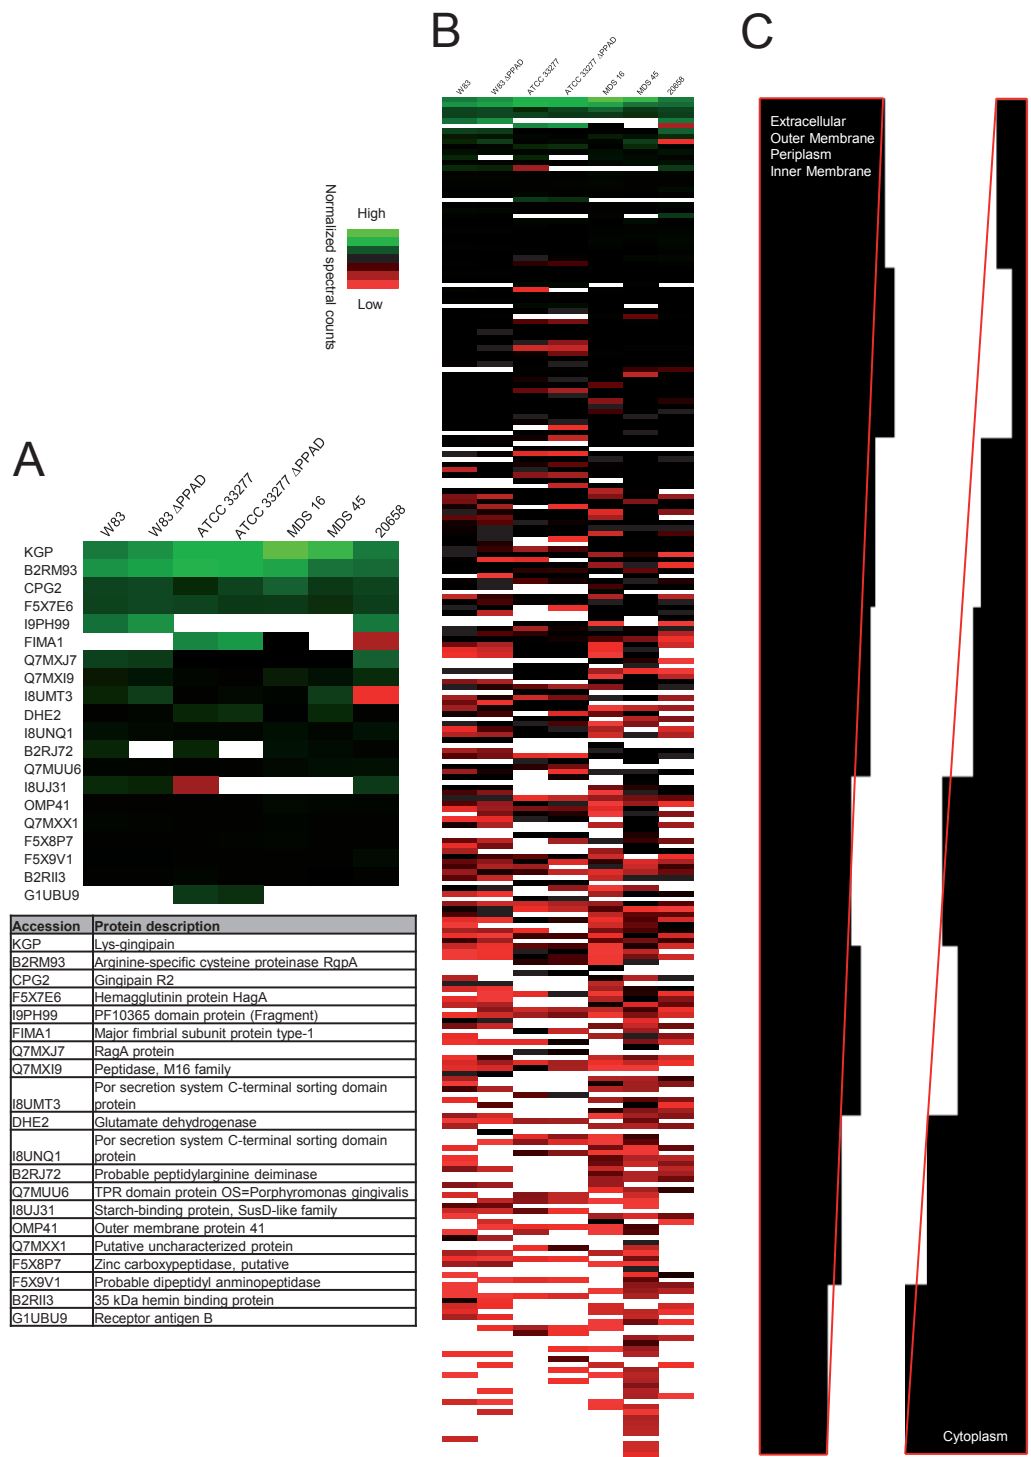 B
C
W83
W83 ΔPPAD
ATCC 33277
ATCC 33277 ΔPPAD
MDS 16
MDS 45
20658
Extracellular
Outer Membrane
Periplasm
Inner Membrane
Normalized spectral counts
High
Low
A
W83
W83 ΔPPAD
ATCC 33277
ATCC 33277 ΔPPAD
MDS 16
MDS 45
20658
KGP
B2RM93
CPG2
F5X7E6
I9PH99
FIMA1
Q7MXJ7
Q7MXI9
I8UMT3
DHE2
I8UNQ1
B2RJ72
Q7MUU6
I8UJ31
OMP41
Q7MXX1
F5X8P7
F5X9V1
B2RII3
G1UBU9
Accession Protein description
KGP Lys-gingipain
B2RM93 Arginine-specific cysteine proteinase RgpA
CPG2 Gingipain R2
F5X7E6 Hemagglutinin protein HagA
I9PH99 PF10365 domain protein (Fragment)
FIMA1 Major fimbrial subunit protein type-1
Q7MXJ7 RagA protein
Q7MXI9 Peptidase, M16 family
Por secretion system C-terminal sorting domain
I8UMT3 protein
DHE2 Glutamate dehydrogenase
Por secretion system C-terminal sorting domain
I8UNQ1 protein
B2RJ72 Probable peptidylarginine deiminase
Q7MUU6 TPR domain protein OS=Porphyromonas gingivalis
I8UJ31 Starch-binding protein, SusD-like family
OMP41 Outer membrane protein 41
Q7MXX1 Putative uncharacterized protein
F5X8P7 Zinc carboxypeptidase, putative
F5X9V1 Probable dipeptidyl anminopeptidase
B2RII3 35 kDa hemin binding protein
G1UBU9 Receptor antigen B
Cytoplasm